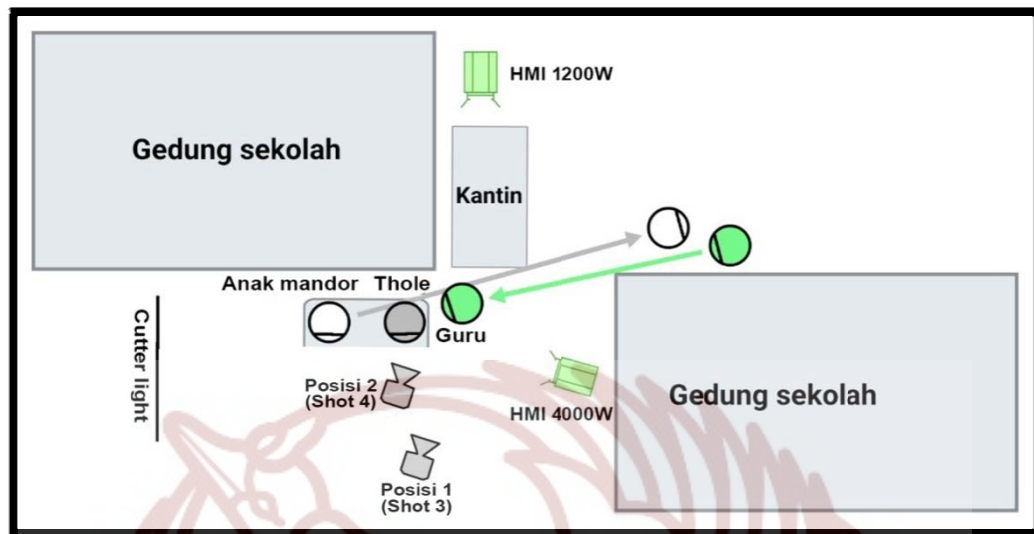 HMI 1200W
Gedung sekolah
Kantin
Anak mandor
Thole
Guru
Cutter light
Posisi 2
(Shot 4)
HMI 4000W
Gedung sekolah
Posisi 1
(Shot 3)